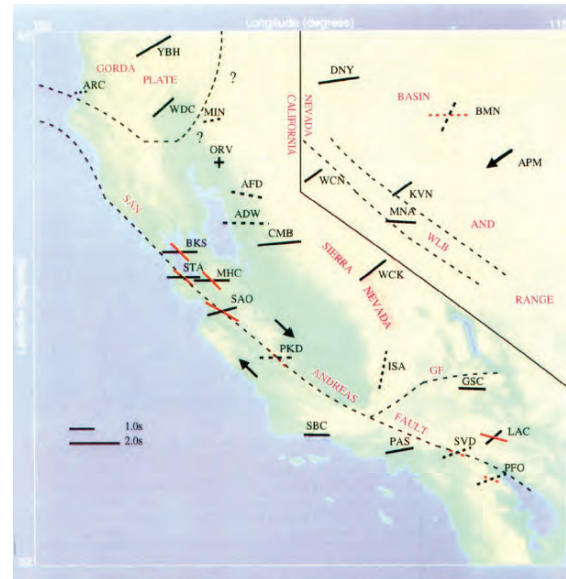 Longitude (degrees)
YBH
GORDA
PLATE
ARC
WDC
MIN
?
?
ORV
DNY
BASIN
BMN
CALIFORNIA
NEVADA
APM
WCN
KVN
MNA
WLB
AND
RANGE
AFD
ADW
CMB
SAN
BKS
STA
MHC
SAO
SIERRA
NEVADA
WCK
PKD
ANDREAS
FAULT
ISA
GF
GSC
1.0s
2.0s
SBC
PAS
SVD
LAC
PFO